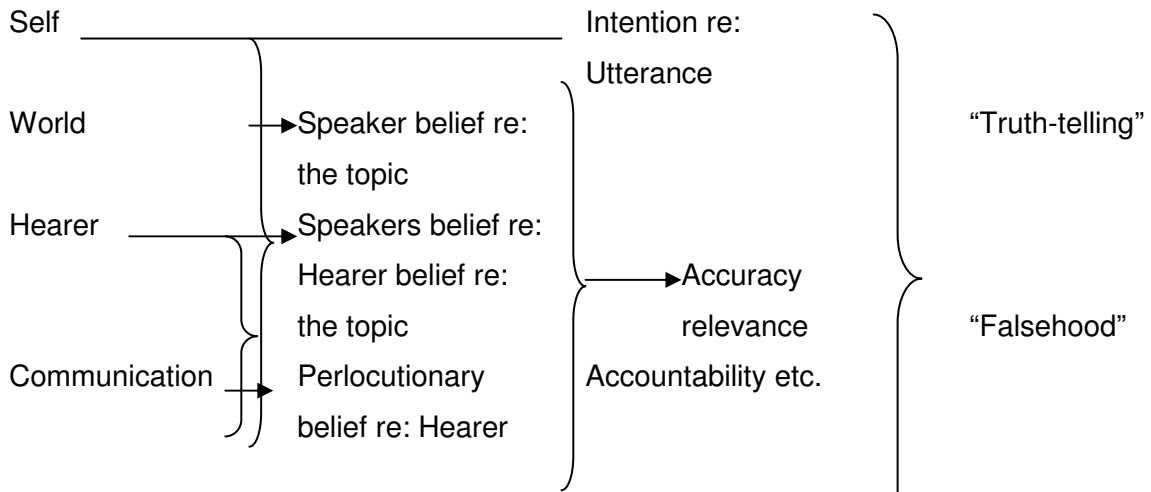 Self
Intention re:
Utterance
World
Speaker belief re:
“Truth-telling”
the topic
Hearer
Speakers belief re:
Hearer belief re:
Accuracy
the topic
relevance
“Falsehood”
Communication
Perlocutionary
Accountability etc.
belief re: Hearer